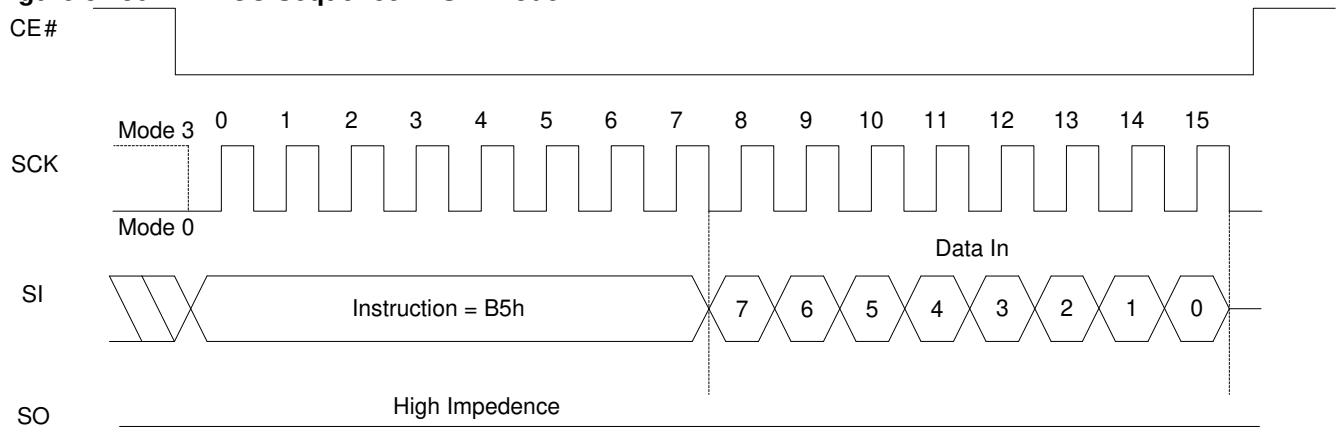 CE#
Mode 3 0 1 2 3 4 5 6 7 8 9 10 11 12 13 14 15
SCK
Mode 0
Data In
SI Instruction = B5h 7 6 5 4 3 2 1 0
High Impedence
SO